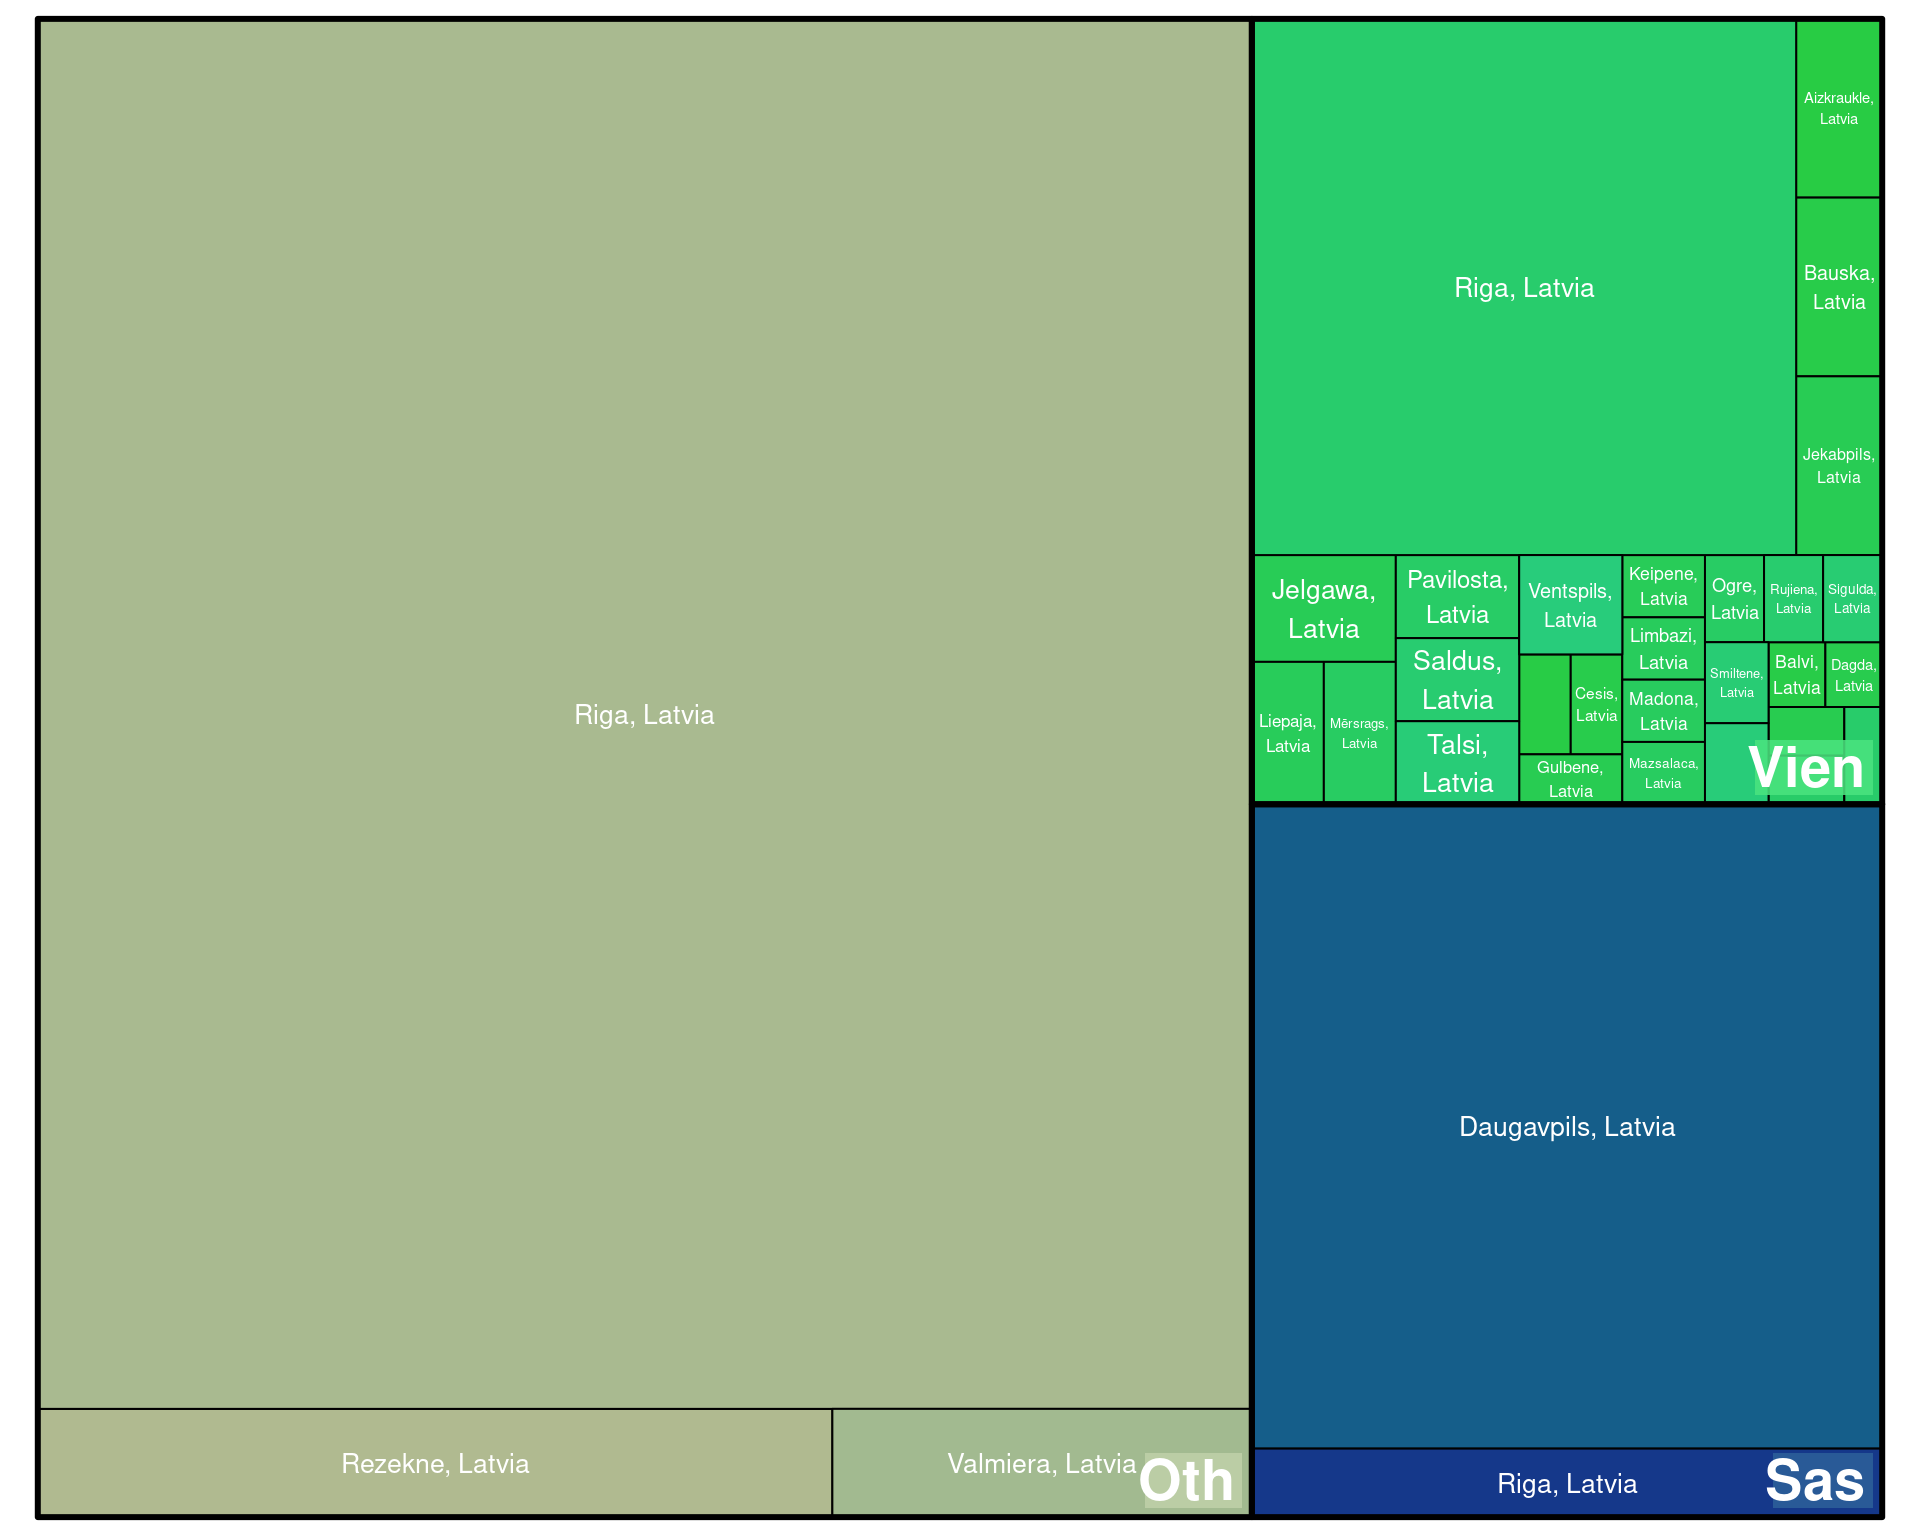 Riga, Latvia
Rezekne, Latvia
Valmiera, Latvia
Oth
Riga, Latvia
Aizkraukle,
Latvia
Bauska,
Latvia
Jekabpils,
Latvia
Jelgawa,
Latvia
Liepaja,
Latvia
Mērsrags,
Latvia
Pavilosta,
Latvia
Saldus,
Latvia
Talsi,
Latvia
Ventspils,
Latvia
Cesis,
Latvia
Gulbene,
Latvia
Keipene,
Latvia
Limbazi,
Latvia
Madona,
Latvia
Mazsalaca,
Latvia
Ogre,
Latvia
Rujiena,
Latvia
Sigulda,
Latvia
Smiltene,
Latvia
Balvi,
Latvia
Dagda,
Latvia
Vien
Daugavpils, Latvia
Riga, Latvia
Sas